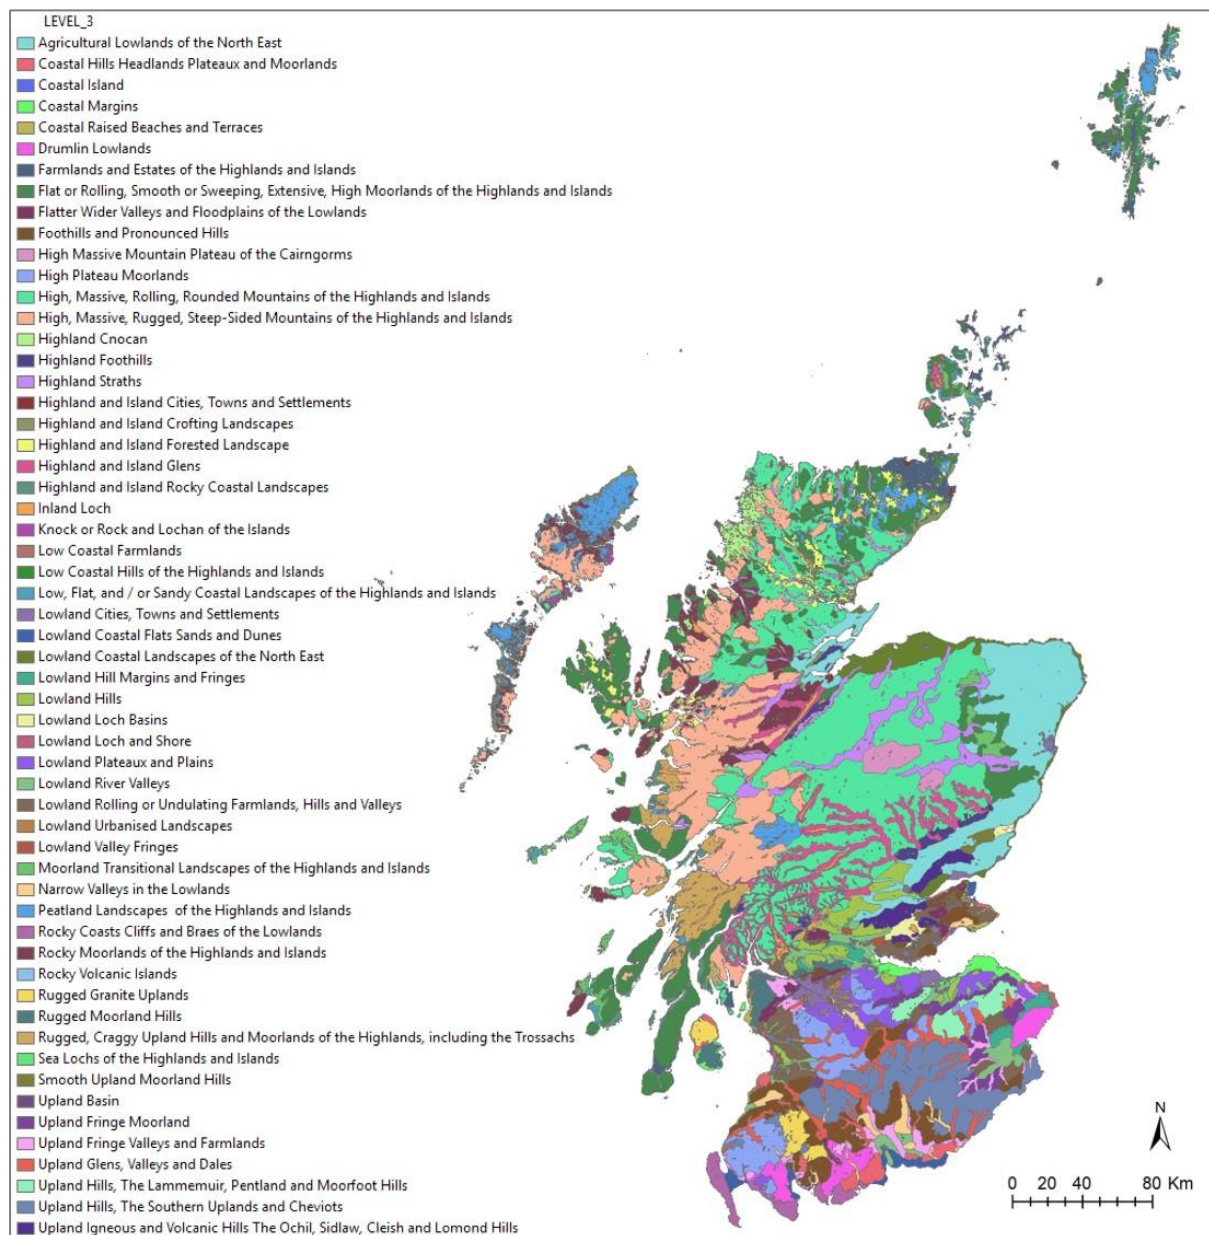 LEVEL_3
Agricultural Lowlands of the North East
Coastal Hills Headlands Plateaux and Moorlands
Coastal Island
Coastal Margins
Coastal Raised Beaches and Terraces
Drumlin Lowlands
Farmlands and Estates of the Highlands and Islands
Flat or Rolling, Smooth or Sweeping, Extensive, High Moorlands of the Highlands and Islands
Flatter Wider Valleys and Floodplains of the Lowlands
Foothills and Pronounced Hills
High Massive Mountain Plateau of the Cairngorms
High Plateau Moorlands
High, Massive, Rolling, Rounded Mountains of the Highlands and Islands
High, Massive, Rugged, Steep-Sided Mountains of the Highlands and Islands
Highland Cnocan
Highland Foothills
Highland Straths
Highland and Island Cities, Towns and Settlements
Highland and Island Crofting Landscapes
Highland and Island Forested Landscape
Highland and Island Glens
Highland and Island Rocky Coastal Landscapes
Inland Loch
Knock or Rock and Lochan of the Islands
Low Coastal Farmlands
Low Coastal Hills of the Highlands and Islands
Low, Flat, and / or Sandy Coastal Landscapes of the Highlands and Islands
Lowland Cities, Towns and Settlements
Lowland Coastal Flats Sands and Dunes
Lowland Coastal Landscapes of the North East
Lowland Hill Margins and Fringes
Lowland Hills
Lowland Loch Basins
Lowland Loch and Shore
Lowland Plateaux and Plains
Lowland River Valleys
Lowland Rolling or Undulating Farmlands, Hills and Valleys
Lowland Urbanised Landscapes
Lowland Valley Fringes
Moorland Transitional Landscapes of the Highlands and Islands
Narrow Valleys in the Lowlands
Peatland Landscapes of the Highlands and Islands
Rocky Coasts Cliffs and Braes of the Lowlands
Rocky Moorlands of the Highlands and Islands
Rocky Volcanic Islands
Rugged Granite Uplands
Rugged Moorland Hills
Rugged, Craggy Upland Hills and Moorlands of the Highlands, including the Trossachs
Sea Lochs of the Highlands and Islands
Smooth Upland Moorland Hills
Upland Basin
Upland Fringe Moorland
Upland Fringe Valleys and Farmlands
Upland Glens, Valleys and Dales
Upland Hills, The Lammemuir, Pentland and Moorfoot Hills
Upland Hills, The Southern Uplands and Cheviots
Upland Igneous and Volcanic Hills The Ochil, Sidlaw, Cleish and Lomond Hills
N
0 20 40 80 Km